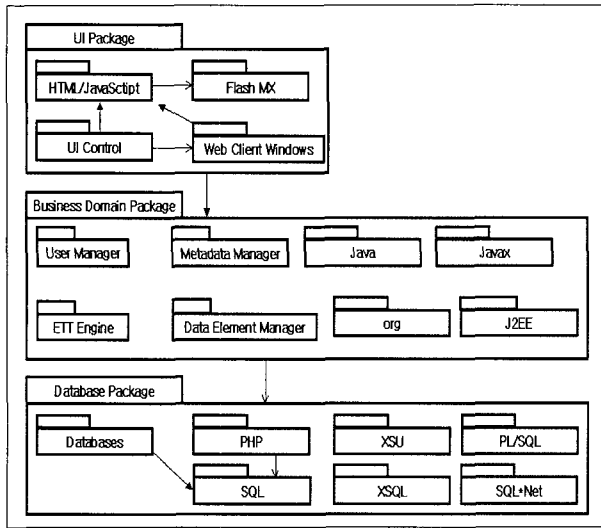 UI Package
HTML/JavaSctipt
Flash MX
UI Control
Web Client Windows
Business Domain Package
User Manager
Metadata Manager
Java
Javax
ETT Engine
Data Element Manager
org
J2EE
Database Package
Databases
PHP
XSU
PL/SQL
SQL
XSQL
SQL+Net